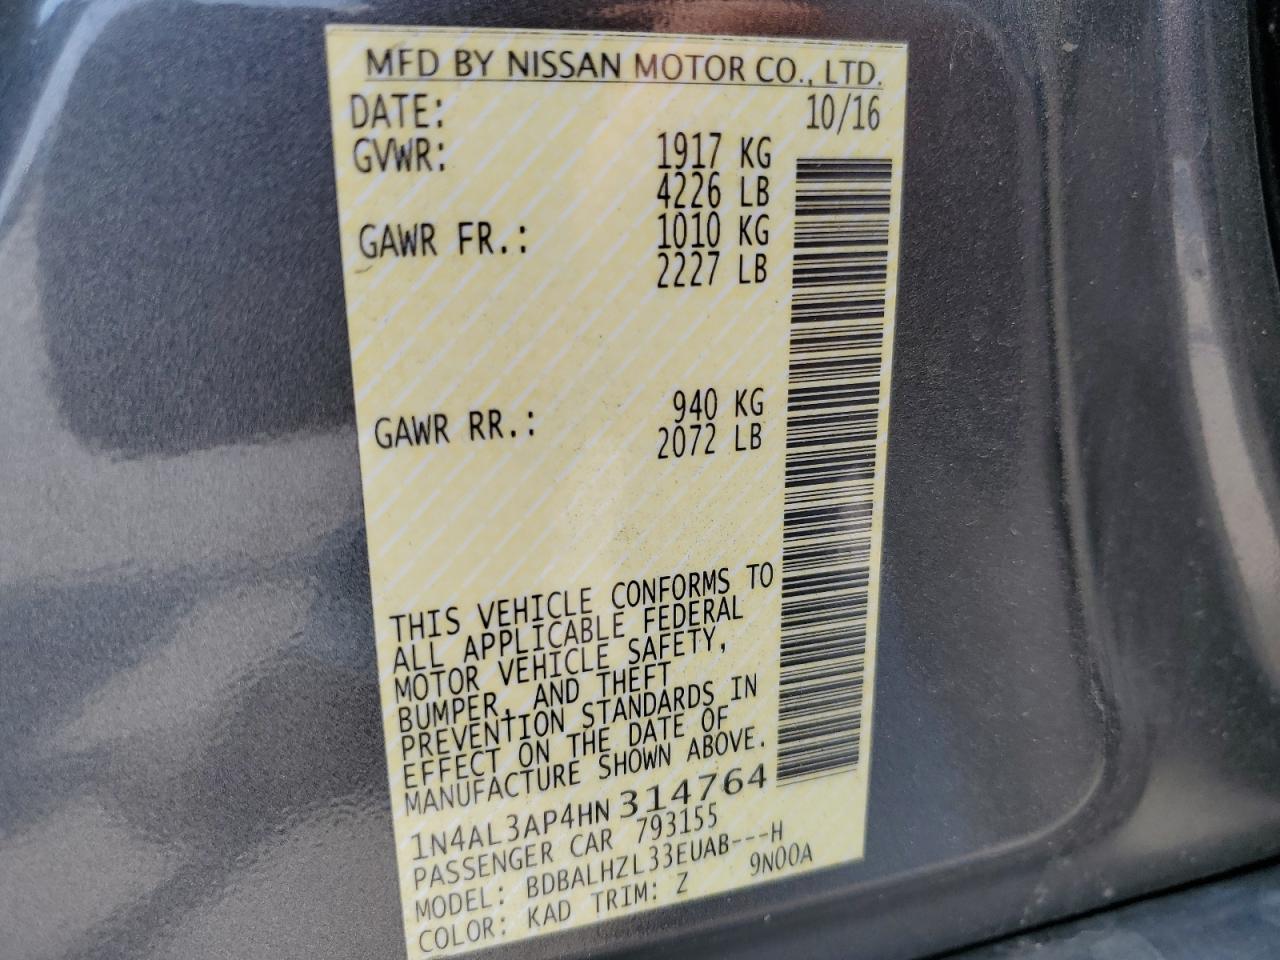 MFD BY NISSAN MOTOR CO., LTD.
DATE: 10/16
GVWR: 1917 KG
4226 LB
GAWR FR.: 1010 KG
2227 LB
GAWR RR.: 940 KG
2072 LB
THIS VEHICLE CONFORMS TO
ALL APPLICABLE FEDERAL
MOTOR VEHICLE SAFETY,
BUMPER, AND THEFT
PREVENTION STANDARDS IN
EFFECT ON THE DATE OF
MANUFACTURE SHOWN ABOVE.
1N4AL3AP4HN314764
PASSENGER CAR 793155
MODEL: BDBALHZL33EUAB---H
COLOR: KAD TRIM: Z 9N00A